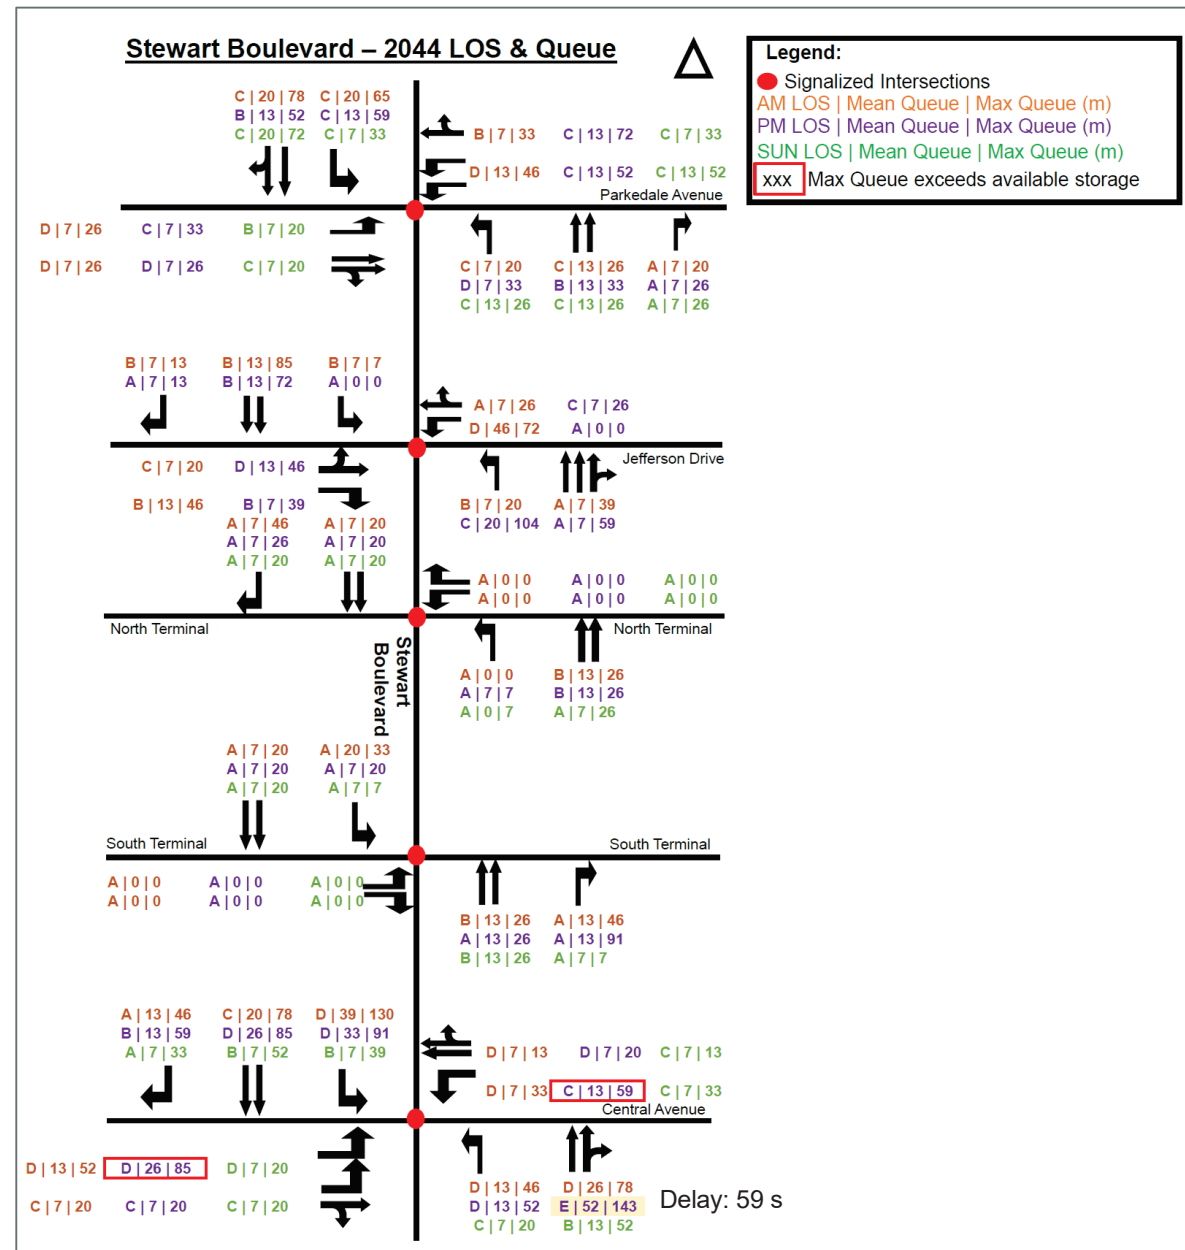 Stewart Boulevard – 2044 LOS & Queue
Legend:
Signalized Intersections
AM LOS | Mean Queue | Max Queue (m)
PM LOS | Mean Queue | Max Queue (m)
SUN LOS | Mean Queue | Max Queue (m)
xxx Max Queue exceeds available storage
C | 20 | 78 C | 20 | 65
B | 13 | 52 C | 13 | 59
C | 20 | 72 C | 7 | 33
B | 7 | 33 C | 13 | 72 C | 7 | 33
D | 13 | 46 C | 13 | 52 C | 13 | 52
Parkedale Avenue
D | 7 | 26 C | 7 | 33 B | 7 | 20
D | 7 | 26 D | 7 | 26 C | 7 | 20
C | 7 | 20 C | 13 | 26 A | 7 | 20
D | 7 | 33 B | 13 | 33 A | 7 | 26
C | 13 | 26 C | 13 | 26 A | 7 | 26
B | 7 | 13 B | 13 | 85 B | 7 | 7
A | 7 | 13 B | 13 | 72 A | 0 | 0
A | 7 | 26 C | 7 | 26
D | 46 | 72 A | 0 | 0
Jefferson Drive
C | 7 | 20 D | 13 | 46
B | 13 | 46 B | 7 | 39
B | 7 | 20 A | 7 | 39
C | 20 | 104 A | 7 | 59
A | 7 | 46 A | 7 | 20
A | 7 | 26 A | 7 | 20
A | 7 | 20 A | 7 | 20
A | 0 | 0 A | 0 | 0 A | 0 | 0
A | 0 | 0 A | 0 | 0 A | 0 | 0
North Terminal North Terminal
Stewart
Boulevard
A | 0 | 0 B | 13 | 26
A | 7 | 7 B | 13 | 26
A | 0 | 7 A | 7 | 26
A | 7 | 20 A | 20 | 33
A | 7 | 20 A | 7 | 20
A | 7 | 20 A | 7 | 7
South Terminal South Terminal
A | 0 | 0 A | 0 | 0 A | 0 | 0
A | 0 | 0 A | 0 | 0 A | 0 | 0
B | 13 | 26 A | 13 | 46
A | 13 | 26 A | 13 | 91
B | 13 | 26 A | 7 | 7
A | 13 | 46 C | 20 | 78 D | 39 | 130
B | 13 | 59 D | 26 | 85 D | 33 | 91
A | 7 | 33 B | 7 | 52 B | 7 | 39
D | 7 | 13 D | 7 | 20 C | 7 | 13
D | 7 | 33 C | 13 | 59 C | 7 | 33
Central Avenue
D | 13 | 52 D | 26 | 85 D | 7 | 20
C | 7 | 20 C | 7 | 20 C | 7 | 20
D | 13 | 46 D | 26 | 78
D | 13 | 52 E | 52 | 143 Delay: 59 s
C | 7 | 20 B | 13 | 52